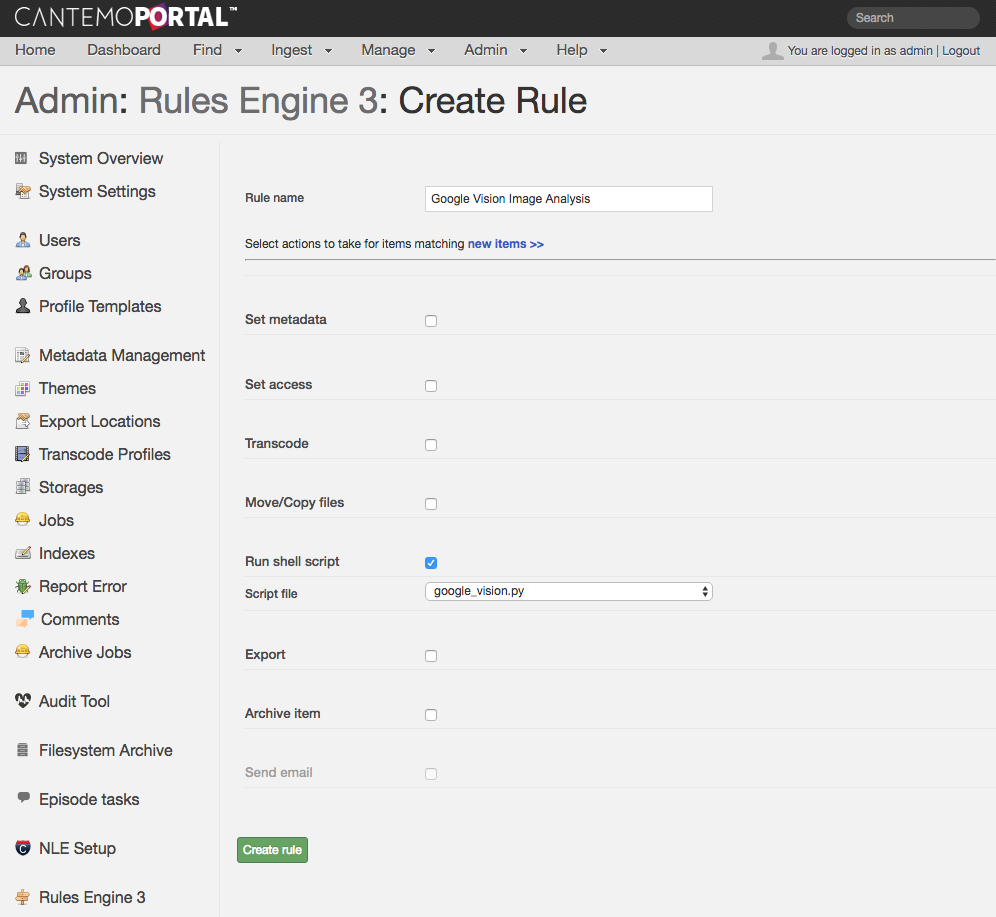 CANTEMOPORTAL™
Search
Home Dashboard Find Ingest Manage Admin Help You are logged in as admin | Logout
Admin: Rules Engine 3: Create Rule
System Overview
System Settings
Users
Groups
Profile Templates
Metadata Management
Themes
Export Locations
Transcode Profiles
Storages
Jobs
Indexes
Report Error
Comments
Archive Jobs
Audit Tool
Filesystem Archive
Episode tasks
NLE Setup
Rules Engine 3
Rule name Google Vision Image Analysis
Select actions to take for items matching new items >>
Set metadata
Set access
Transcode
Move/Copy files
Run shell script
Script file google_vision.py
Export
Archive item
Send email
Create rule